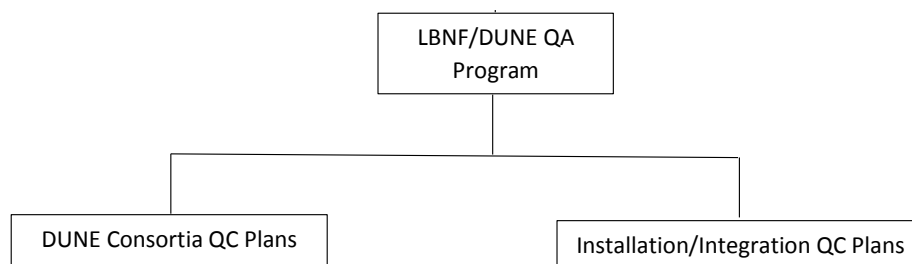 LBNF/DUNE QA
Program
DUNE Consortia QC Plans
Installation/Integration QC Plans